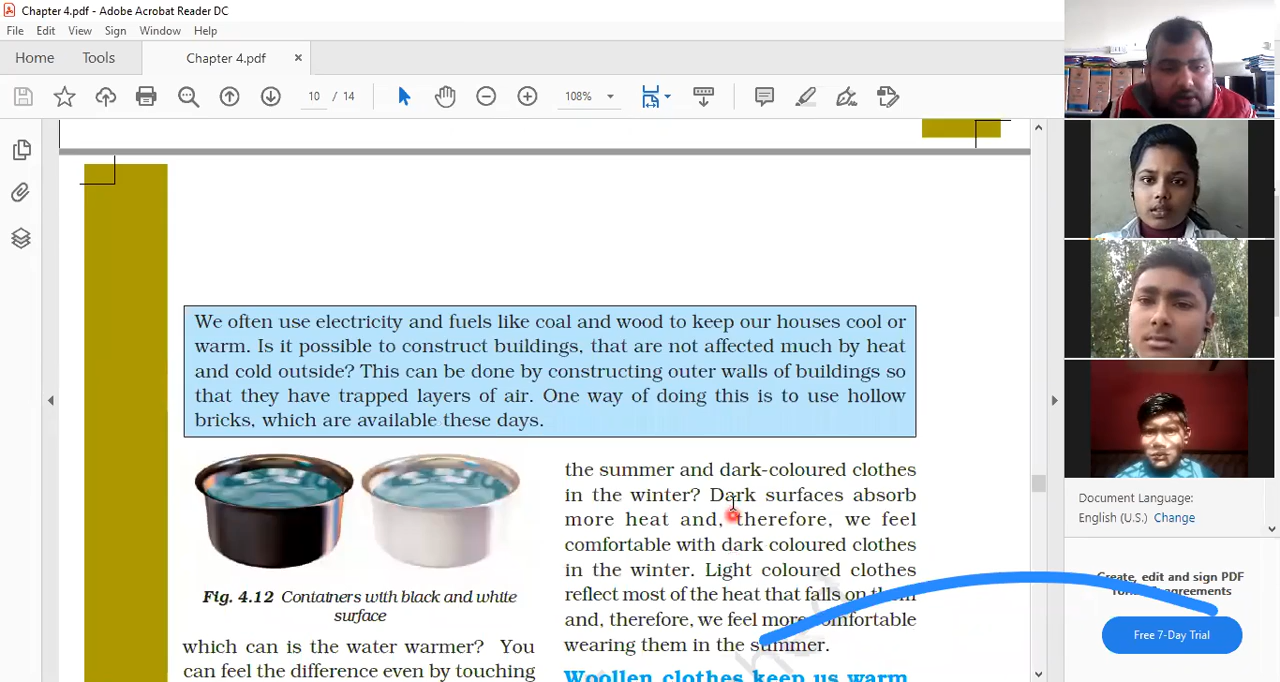 Chapter 4.pdf - Adobe Acrobat Reader DC
File Edit View Sign Window Help
Home Tools Chapter 4.pdf ×
10 / 14 108%
We often use electricity and fuels like coal and wood to keep our houses cool or
warm. Is it possible to construct buildings, that are not affected much by heat
and cold outside? This can be done by constructing outer walls of buildings so
that they have trapped layers of air. One way of doing this is to use hollow
bricks, which are available these days.
Fig. 4.12 Containers with black and white
surface
which can is the water warmer? You
can feel the difference even by touching
the summer and dark-coloured clothes
in the winter? Dark surfaces absorb
more heat and, therefore, we feel
comfortable with dark coloured clothes
in the winter. Light coloured clothes
reflect most of the heat that falls on them
and, therefore, we feel more comfortable
wearing them in the summer.
Woollen clothes keep us warm
Document Language:
English (U.S.) Change
Create, edit and sign PDF
agreements
Free 7-Day Trial